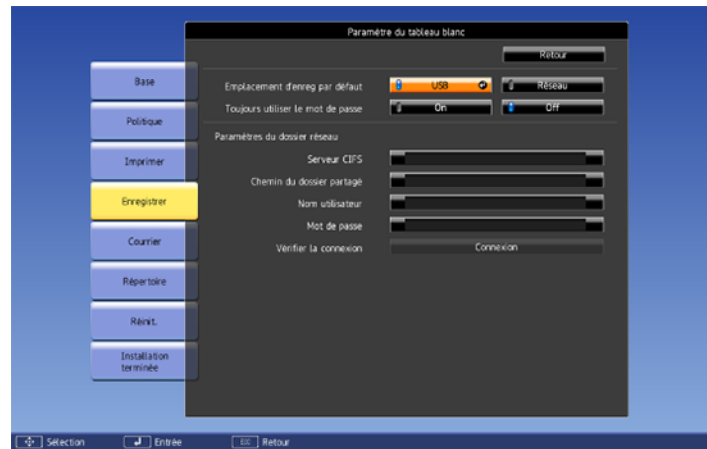 Paramètre du tableau blanc
Retour
Base
Politique
Imprimer
Enregistrer
Courrier
Répertoire
Réinit.
Installation
terminée
Emplacement d'enreg par défaut USB Réseau
Toujours utiliser le mot de passe On Off
Paramètres du dossier réseau
Serveur CIFS
Chemin du dossier partagé
Nom utilisateur
Mot de passe
Vérifier la connexion Connexion
Sélection Entrée ESC Retour